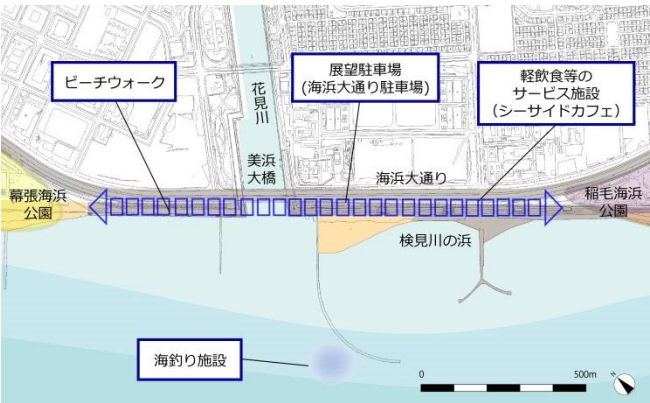 ビーチウォーク
展望駐車場
(海浜大通り駐車場)
軽飲食等の
サービス施設
(シーサイドカフェ)
花見川
美浜
大橋
海浜大通り
幕張海浜
公園
稲毛海浜
公園
検見川の浜
海釣り施設
0
500m